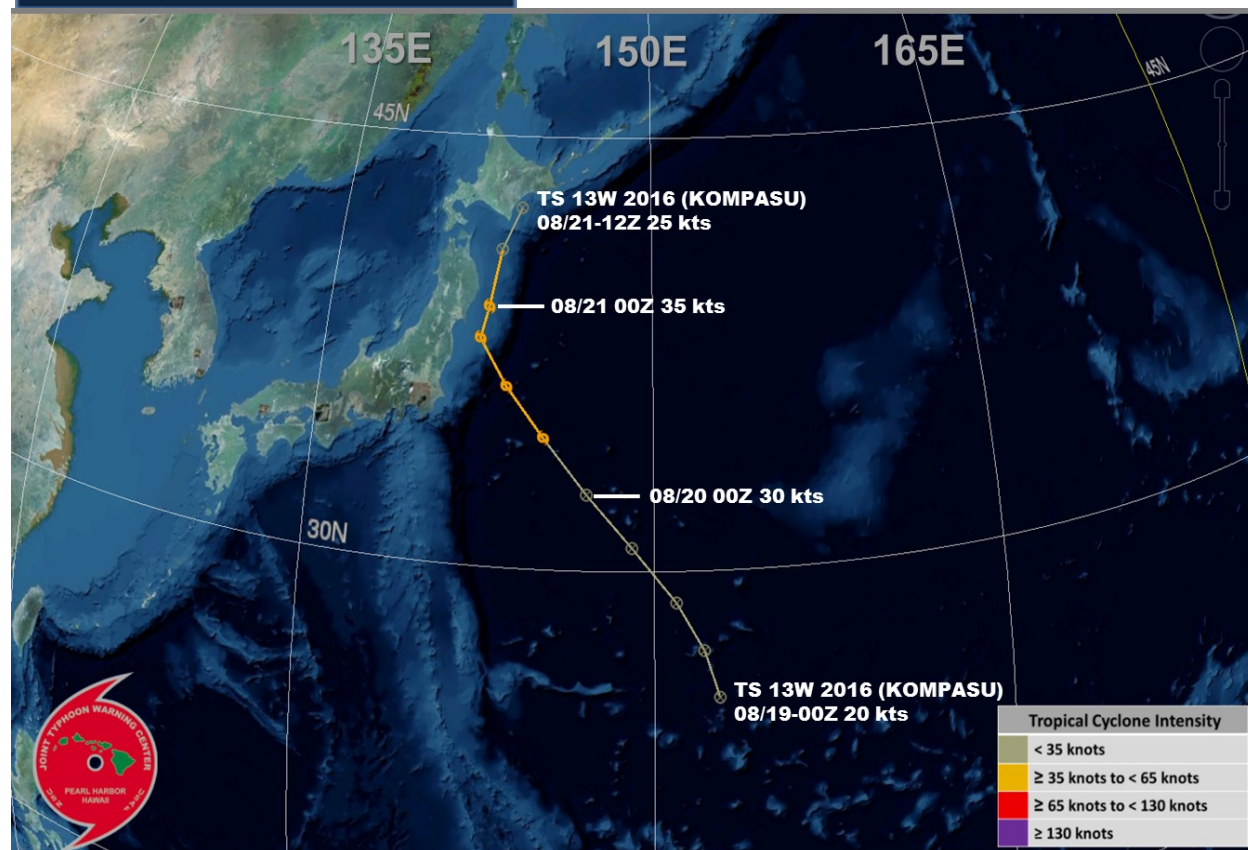 135E
150E
165E
45N
45N
TS 13W 2016 (KOMPASU)
08/21-12Z 25 kts
08/21 00Z 35 kts
08/20 00Z 30 kts
30N
TS 13W 2016 (KOMPASU)
08/19-00Z 20 kts
JOINT TYPHOON WARNING CENTER
PEARL HARBOR
HAWAII
Tropical Cyclone Intensity
< 35 knots
≥ 35 knots to < 65 knots
≥ 65 knots to < 130 knots
≥ 130 knots